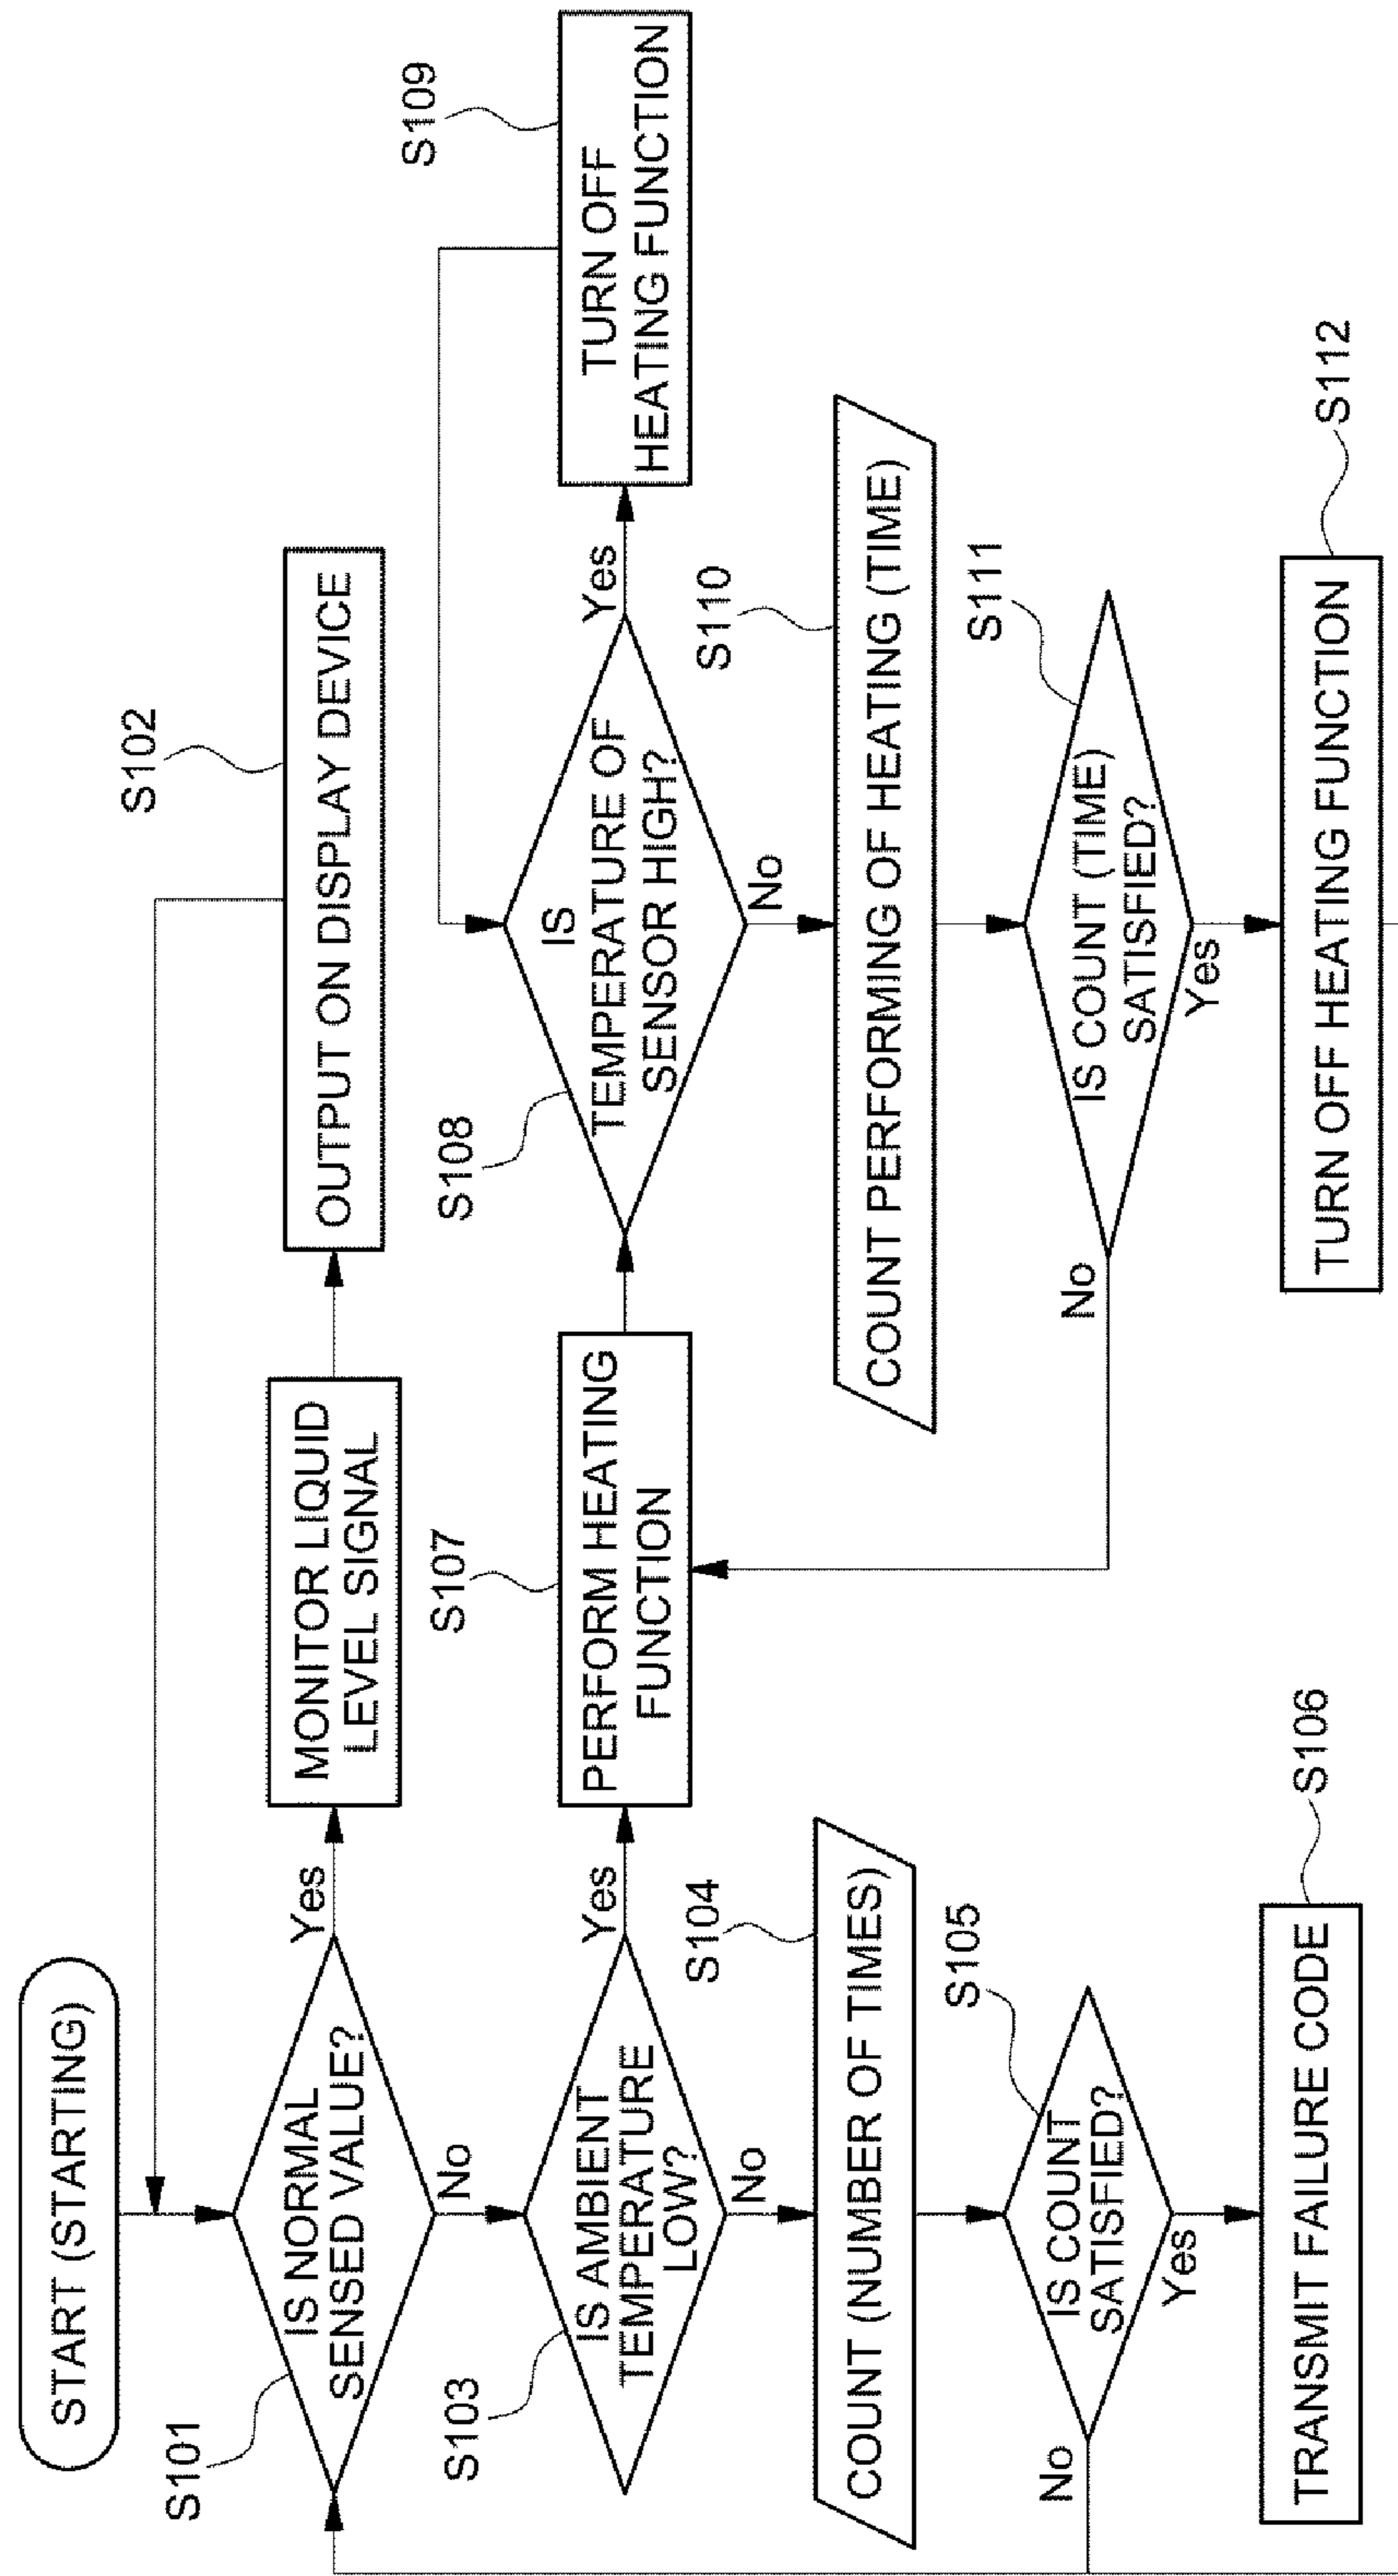 START (STARTING)
S101
IS NORMAL
SENSED VALUE?
Yes
No
MONITOR LIQUID
LEVEL SIGNAL
S102
OUTPUT ON DISPLAY DEVICE
S103
IS AMBIENT
TEMPERATURE
LOW?
Yes
No
S107
PERFORM HEATING
FUNCTION
S108
IS
TEMPERATURE OF
SENSOR HIGH?
Yes
No
S109
TURN OFF
HEATING FUNCTION
S104
COUNT (NUMBER OF TIMES)
S110
COUNT PERFORMING OF HEATING (TIME)
S105
IS COUNT
SATISFIED?
No
Yes
S111
IS COUNT (TIME)
SATISFIED?
No
Yes
S106
TRANSMIT FAILURE CODE
S112
TURN OFF HEATING FUNCTION